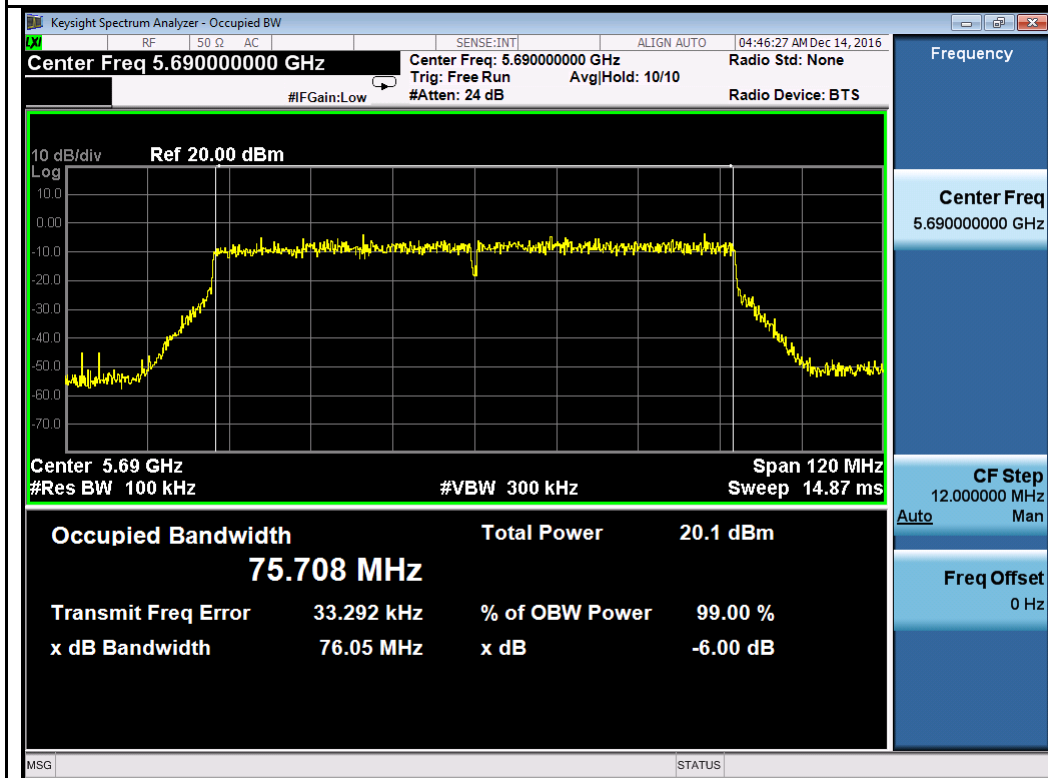 Keysight Spectrum Analyzer - Occupied BW
LXI RF 50 Ω AC SENSE:INT ALIGN AUTO 04:46:27 AM Dec 14, 2016
Center Freq 5.690000000 GHz
Center Freq: 5.690000000 GHz
Radio Std: None
Trig: Free Run Avg|Hold: 10/10
#IFGain:Low
#Atten: 24 dB
Radio Device: BTS
10 dB/div Ref 20.00 dBm
Log
10.0
0.00
-10.0
-20.0
-30.0
-40.0
-50.0
-60.0
-70.0
Center 5.69 GHz Span 120 MHz
#Res BW 100 kHz #VBW 300 kHz Sweep 14.87 ms
Occupied Bandwidth Total Power 20.1 dBm
75.708 MHz
Transmit Freq Error 33.292 kHz % of OBW Power 99.00 %
x dB Bandwidth 76.05 MHz x dB -6.00 dB
MSG STATUS
Frequency
Center Freq
5.690000000 GHz
CF Step
12.000000 MHz
Auto Man
Freq Offset
0 Hz